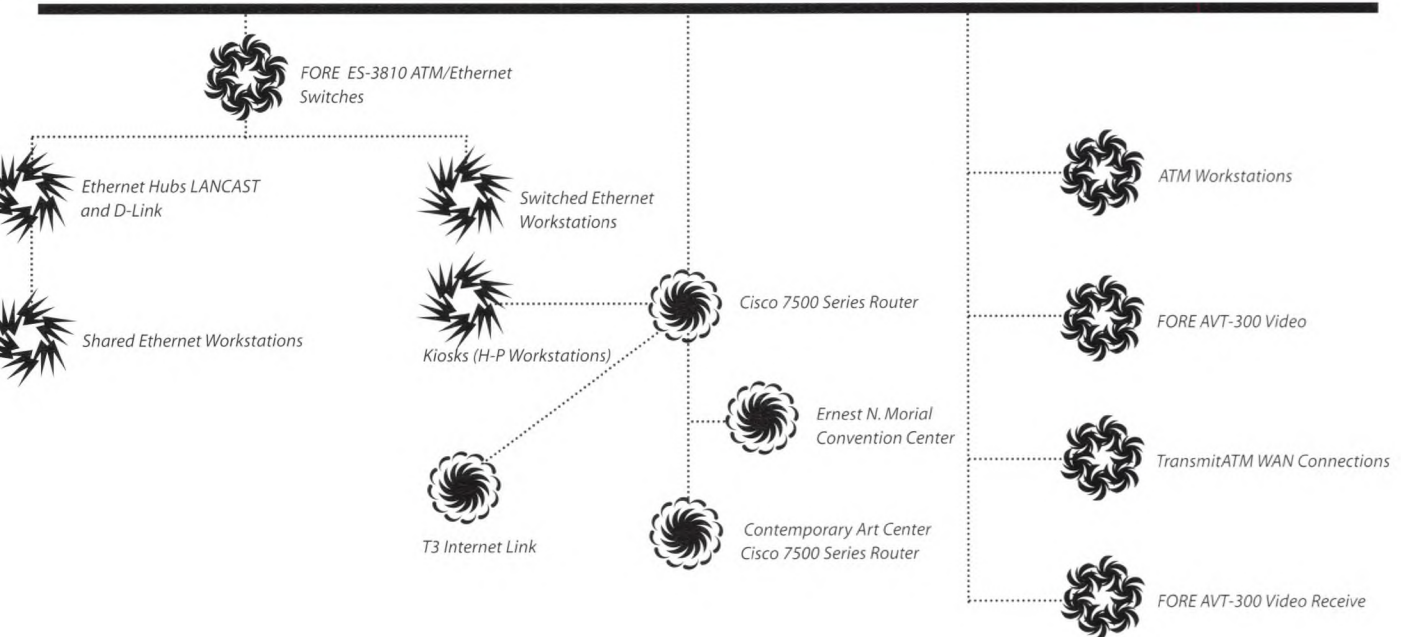 FORE ES-3810 ATM/Ethernet
Switches
Ethernet Hubs LANCAST
and D-Link
Switched Ethernet
Workstations
ATM Workstations
Shared Ethernet Workstations
Kiosks (H-P Workstations)
Cisco 7500 Series Router
FORE AVT-300 Video
Ernest N. Morial
Convention Center
TransmitATM WAN Connections
T3 Internet Link
Contemporary Art Center
Cisco 7500 Series Router
FORE AVT-300 Video Receive